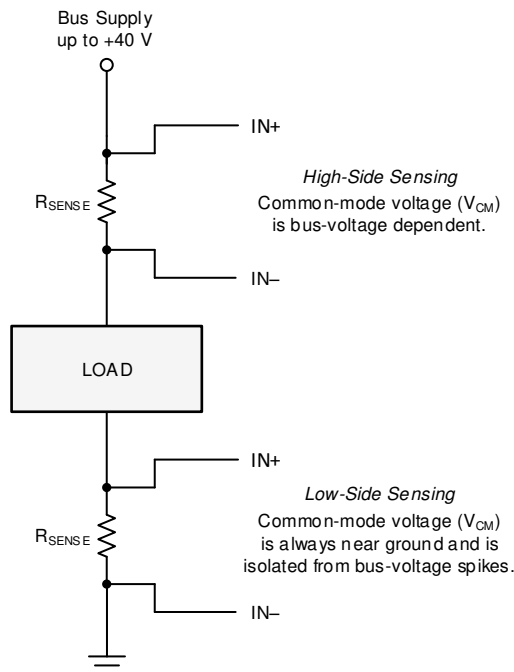 Bus Supply
up to +40 V
IN+
High-Side Sensing
Common-mode voltage (VCM)
is bus-voltage dependent.
RSENSE
IN–
LOAD
IN+
Low-Side Sensing
Common-mode voltage (VCM)
is always near ground and is
isolated from bus-voltage spikes.
RSENSE
IN–